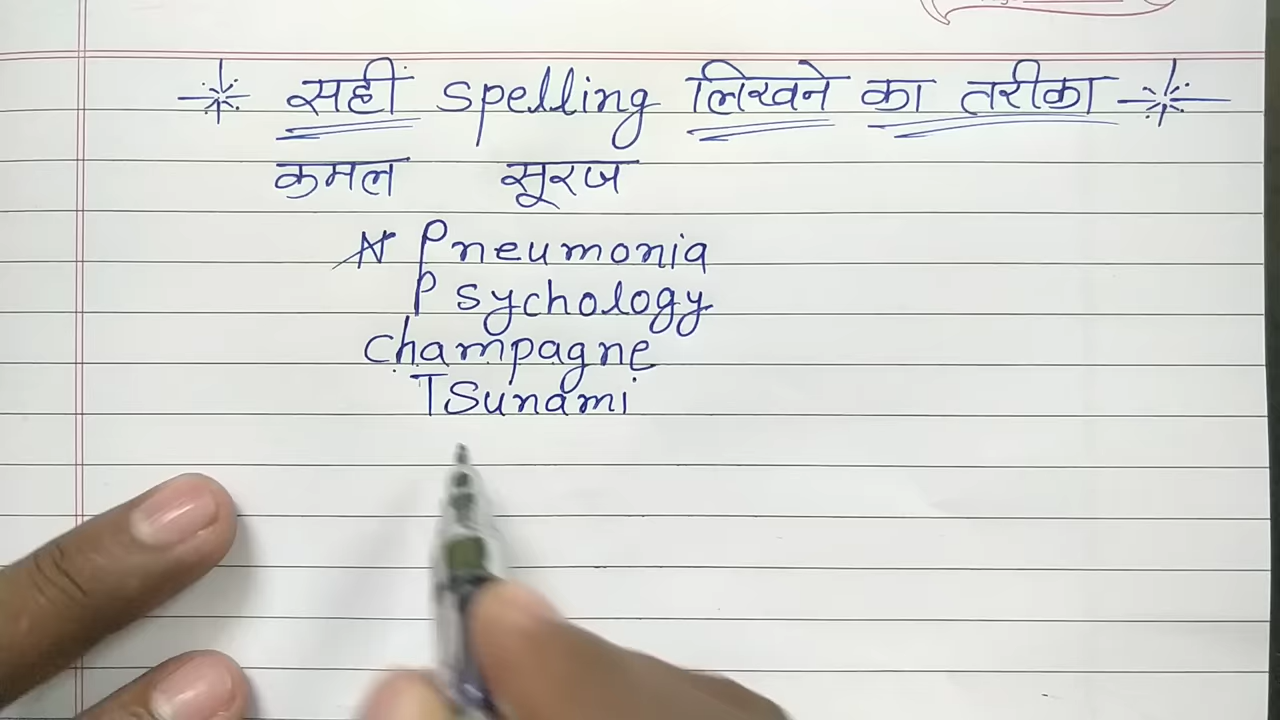 सही spelling लिखने का तरीका
कमल सूरज
N Pneumonia
Psychology
champagne
TSunami